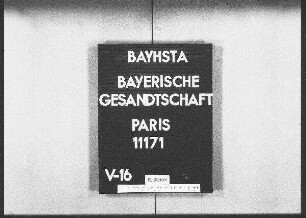 BAYHSTA
BAYERISCHE
GESANDTSCHAFT
PARIS
11171
V-16